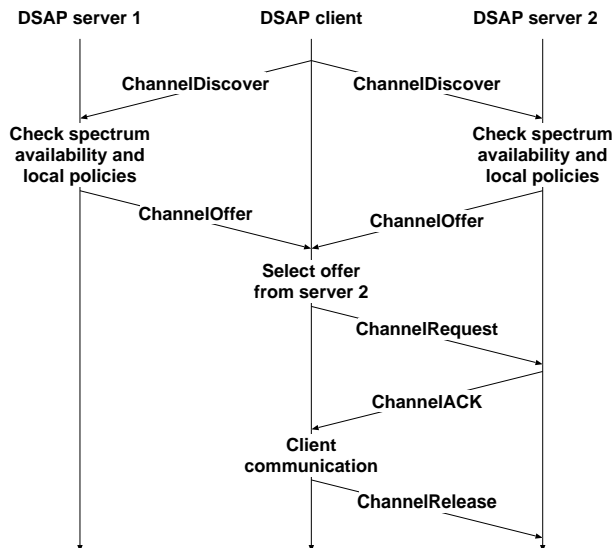 DSAP server 1
DSAP client
DSAP server 2
ChannelDiscover
ChannelDiscover
Check spectrum
availability and
local policies
Check spectrum
availability and
local policies
ChannelOffer
ChannelOffer
Select offer
from server 2
ChannelRequest
ChannelACK
Client
communication
ChannelRelease